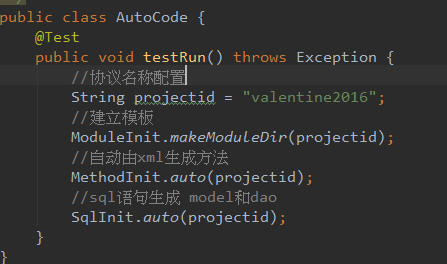 public class AutoCode {
@Test
public void testRun() throws Exception {
//协议名称配置
String projectid = "valentine2016";
//建立模板
ModuleInit.makeModuleDir(projectid);
//自动由xml生成方法
MethodInit.auto(projectid);
//sql语句生成 model和dao
SqlInit.auto(projectid);
}
}